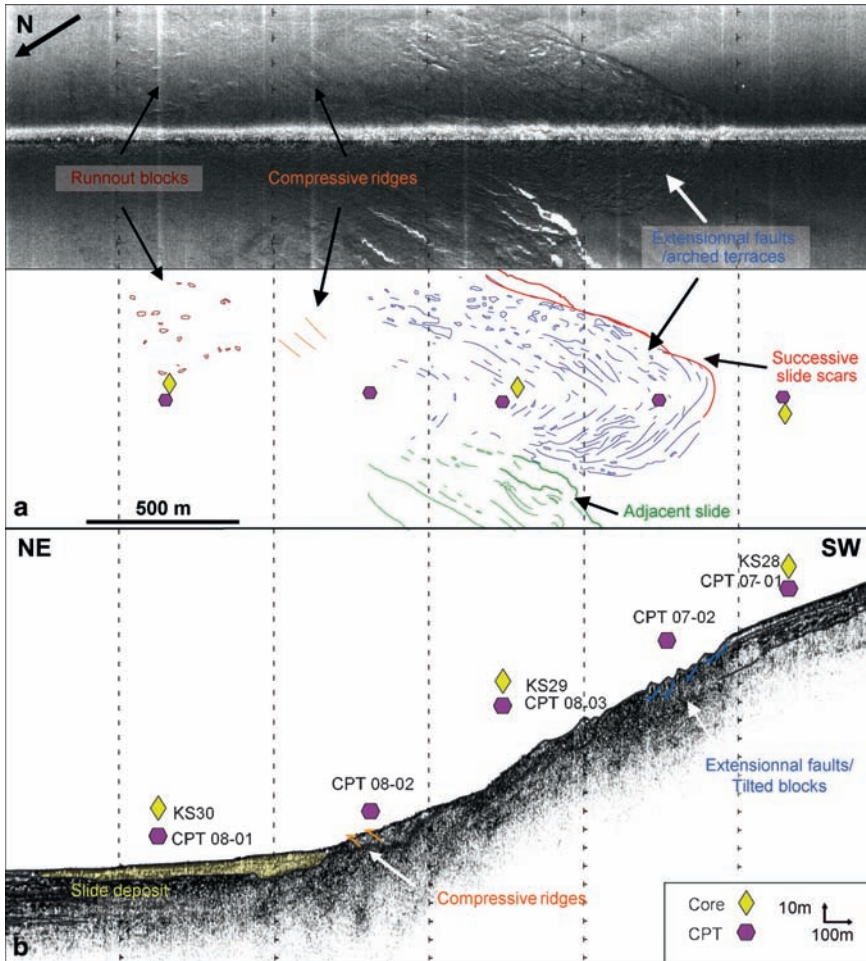 N
Runnout blocks
Compressive ridges
Extensionnal faults
/arched terraces
Successive
slide scars
a
500 m
Adjacent slide
NE
SW
KS28
CPT 07-01
CPT 07-02
KS29
CPT 08-03
CPT 08-02
KS30
CPT 08-01
Extensionnal faults/
Tilted blocks
Slide deposit
Compressive ridges
b
Core
CPT
10m
100m